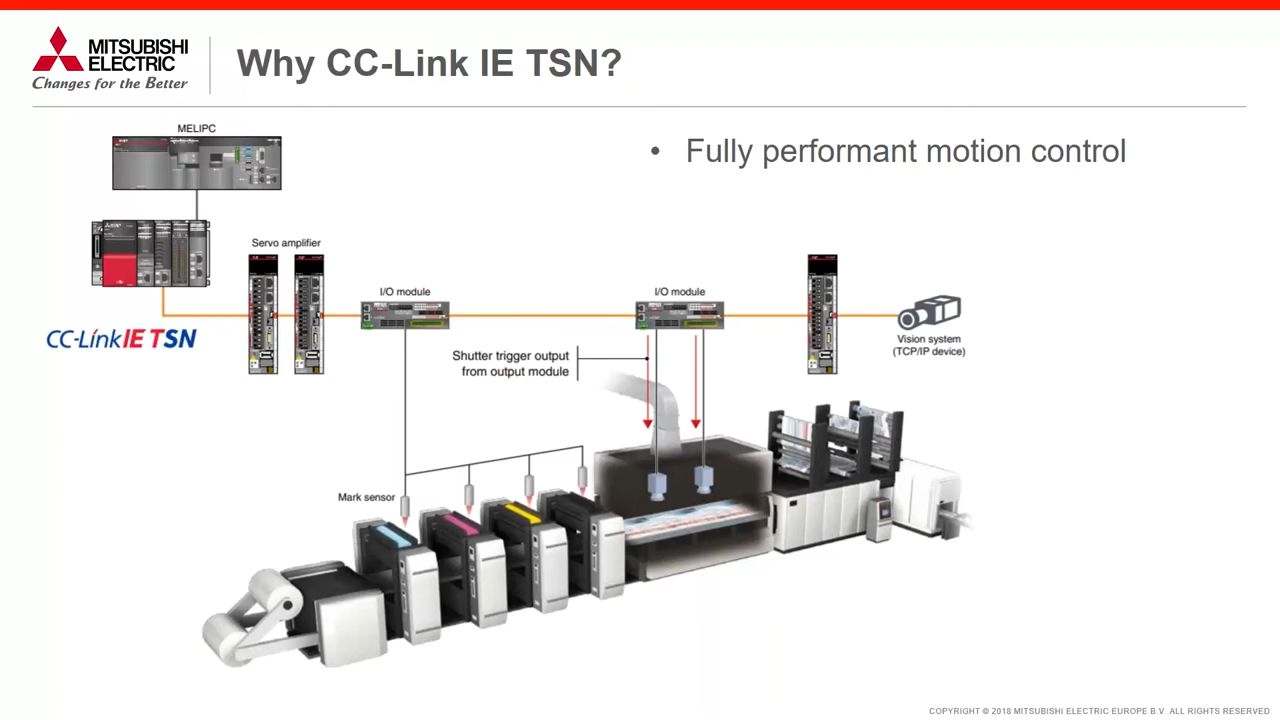 MITSUBISHI
ELECTRIC
Changes for the Better
Why CC-Link IE TSN?
MELIPC
• Fully performant motion control
Servo amplifier
I/O module
I/O module
CC-Link IE TSN
Vision system
(TCP/IP device)
Shutter trigger output
from output module
Mark sensor
COPYRIGHT © 2018 MITSUBISHI ELECTRIC EUROPE B.V. ALL RIGHTS RESERVED